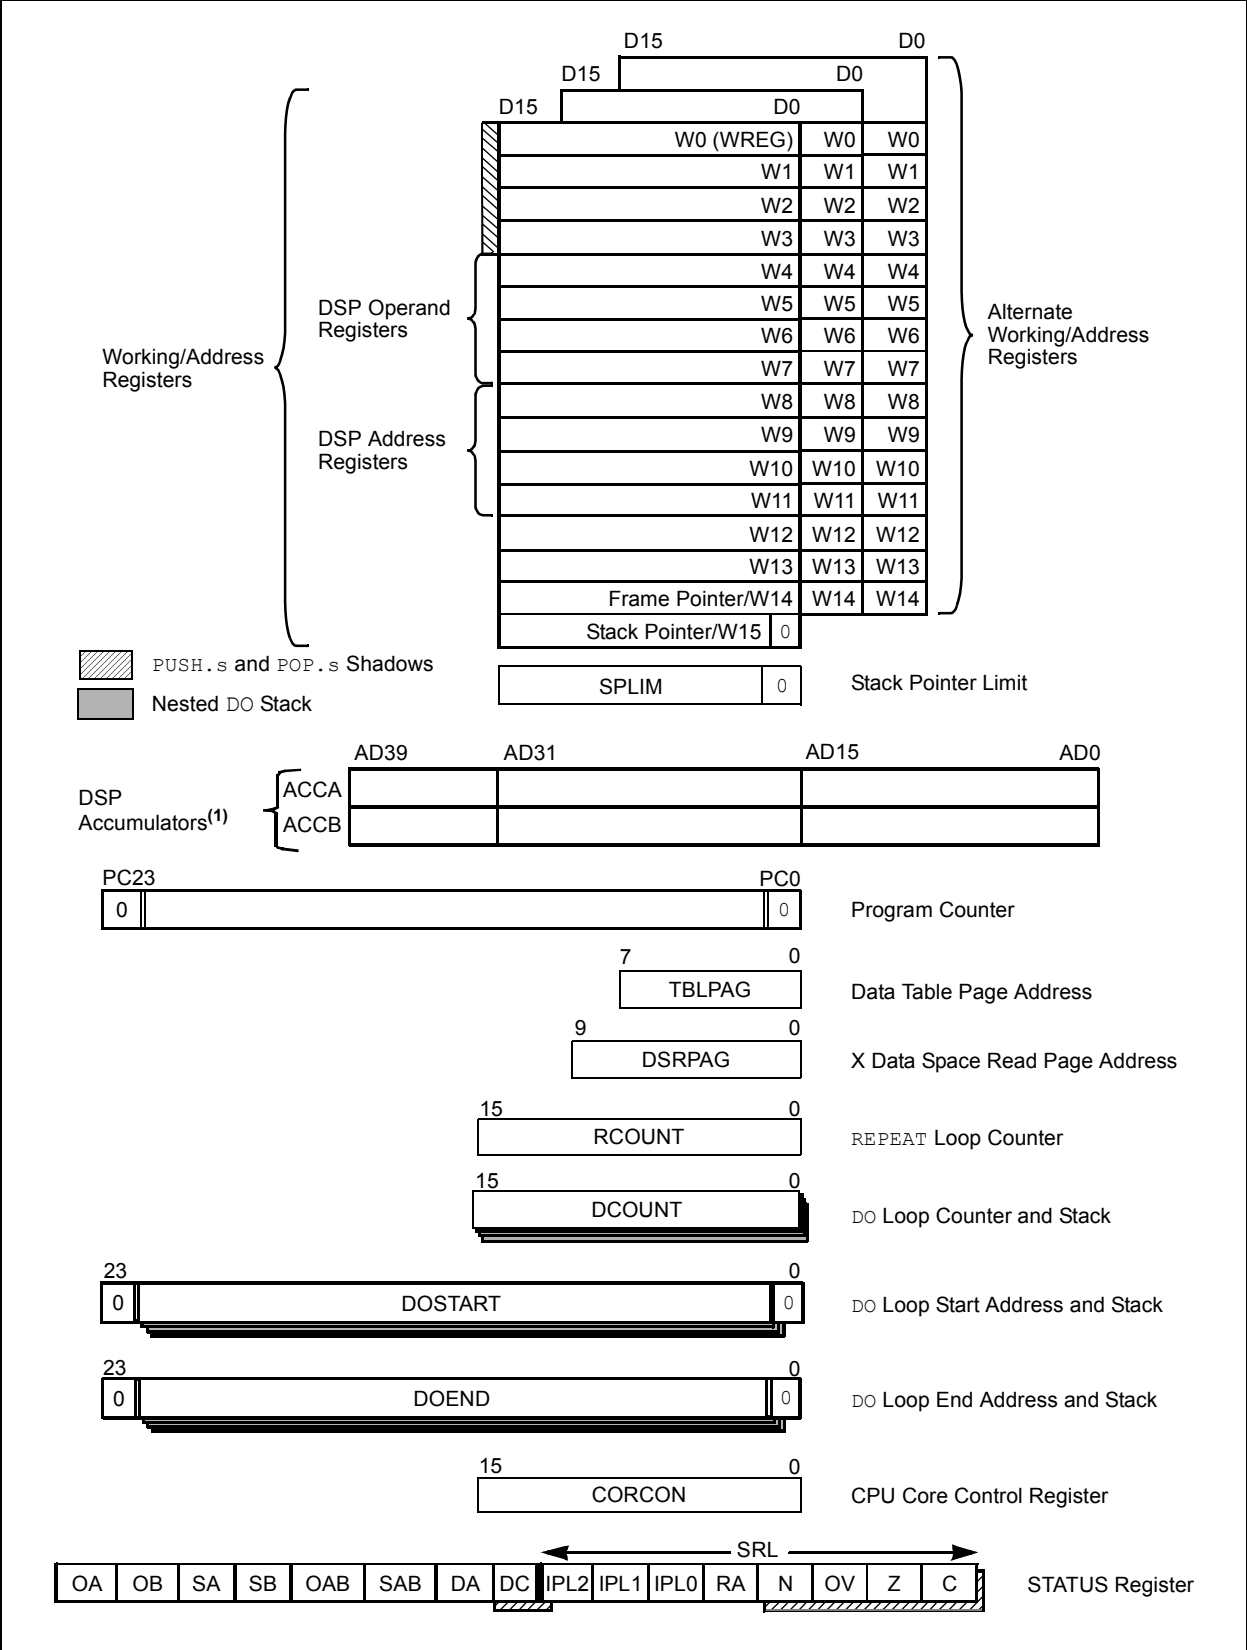 D15 D0
D15 D0
D15 D0
W0 (WREG) W0 W0
W1 W1 W1
W2 W2 W2
W3 W3 W3
W4 W4 W4
W5 W5 W5
W6 W6 W6
W7 W7 W7
W8 W8 W8
W9 W9 W9
W10 W10 W10
W11 W11 W11
W12 W12 W12
W13 W13 W13
Frame Pointer/W14 W14 W14
Stack Pointer/W15 0
Working/Address
Registers
DSP Operand
Registers
DSP Address
Registers
Alternate
Working/Address
Registers
PUSH.s and POP.s Shadows
Nested DO Stack
SPLIM 0 Stack Pointer Limit
AD39 AD31 AD15 AD0
DSP
Accumulators(1)
ACCA
ACCB
PC23 PC0
0 0 Program Counter
7 0
TBLPAG Data Table Page Address
9 0
DSRPAG X Data Space Read Page Address
15 0
RCOUNT REPEAT Loop Counter
15 0
DCOUNT DO Loop Counter and Stack
23 0
0 DOSTART 0 DO Loop Start Address and Stack
23 0
0 DOEND 0 DO Loop End Address and Stack
15 0
CORCON CPU Core Control Register
SRL
OA OB SA SB OAB SAB DA DC IPL2 IPL1 IPL0 RA N OV Z C STATUS Register